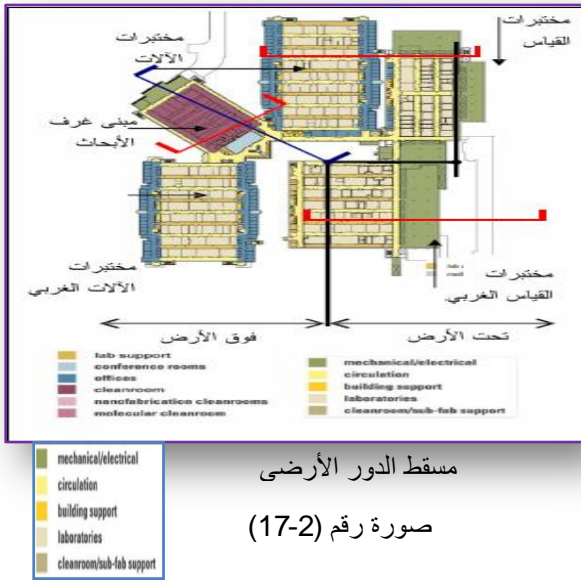 مختبرات
القياس
مختبرات
الآلات
مبنى غرف
الأبحاث
مختبرات
الآلات الغربي
مختبرات
القياس الغربي
فوق الأرض
تحت الأرض
lab support
conference rooms
offices
cleanroom
nanofabrication cleanrooms
molecular cleanroom
mechanical/electrical
circulation
building support
laboratories
cleanroom/sub-fab support
mechanical/electrical
circulation
building support
laboratories
cleanroom/sub-fab support
مسقط الدور الأرضى
صورة رقم (2-17)